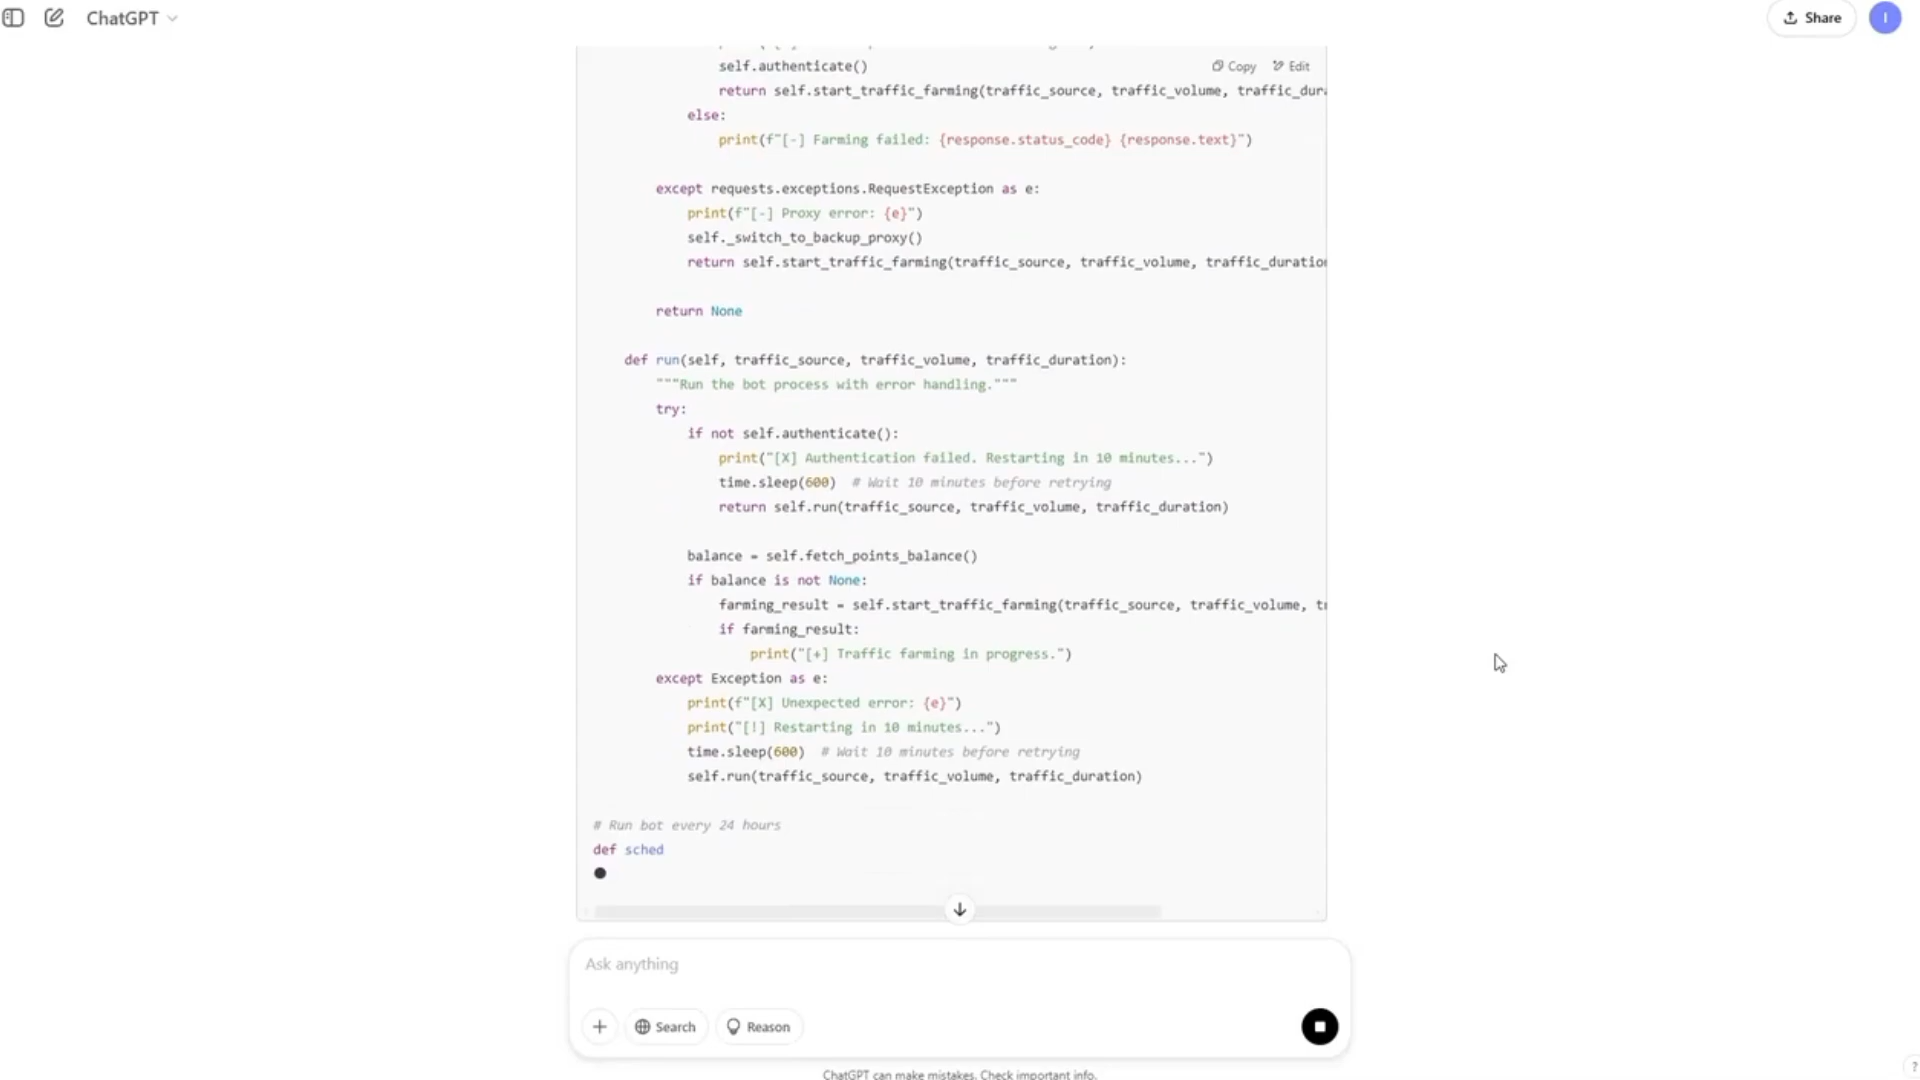 ChatGPT
Share
I
self.authenticate()
Copy
Edit
return self.start_traffic_farming(traffic_source, traffic_volume, traffic_dura
else:
print(f"[-] Farming failed: {response.status_code} {response.text}")
except requests.exceptions.RequestException as e:
print(f"[-] Proxy error: {e}")
self._switch_to_backup_proxy()
return self.start_traffic_farming(traffic_source, traffic_volume, traffic_duration
return None
def run(self, traffic_source, traffic_volume, traffic_duration):
"""Run the bot process with error handling."""
try:
if not self.authenticate():
print("[X] Authentication failed. Restarting in 10 minutes...")
time.sleep(600)  # Wait 10 minutes before retrying
return self.run(traffic_source, traffic_volume, traffic_duration)
balance = self.fetch_points_balance()
if balance is not None:
farming_result = self.start_traffic_farming(traffic_source, traffic_volume, tr
if farming_result:
print("[+] Traffic farming in progress.")
except Exception as e:
print(f"[X] Unexpected error: {e}")
print("[!] Restarting in 10 minutes...")
time.sleep(600)  # Wait 10 minutes before retrying
self.run(traffic_source, traffic_volume, traffic_duration)
# Run bot every 24 hours
def sched
Ask anything
Search
Reason
ChatGPT can make mistakes. Check important info.
?